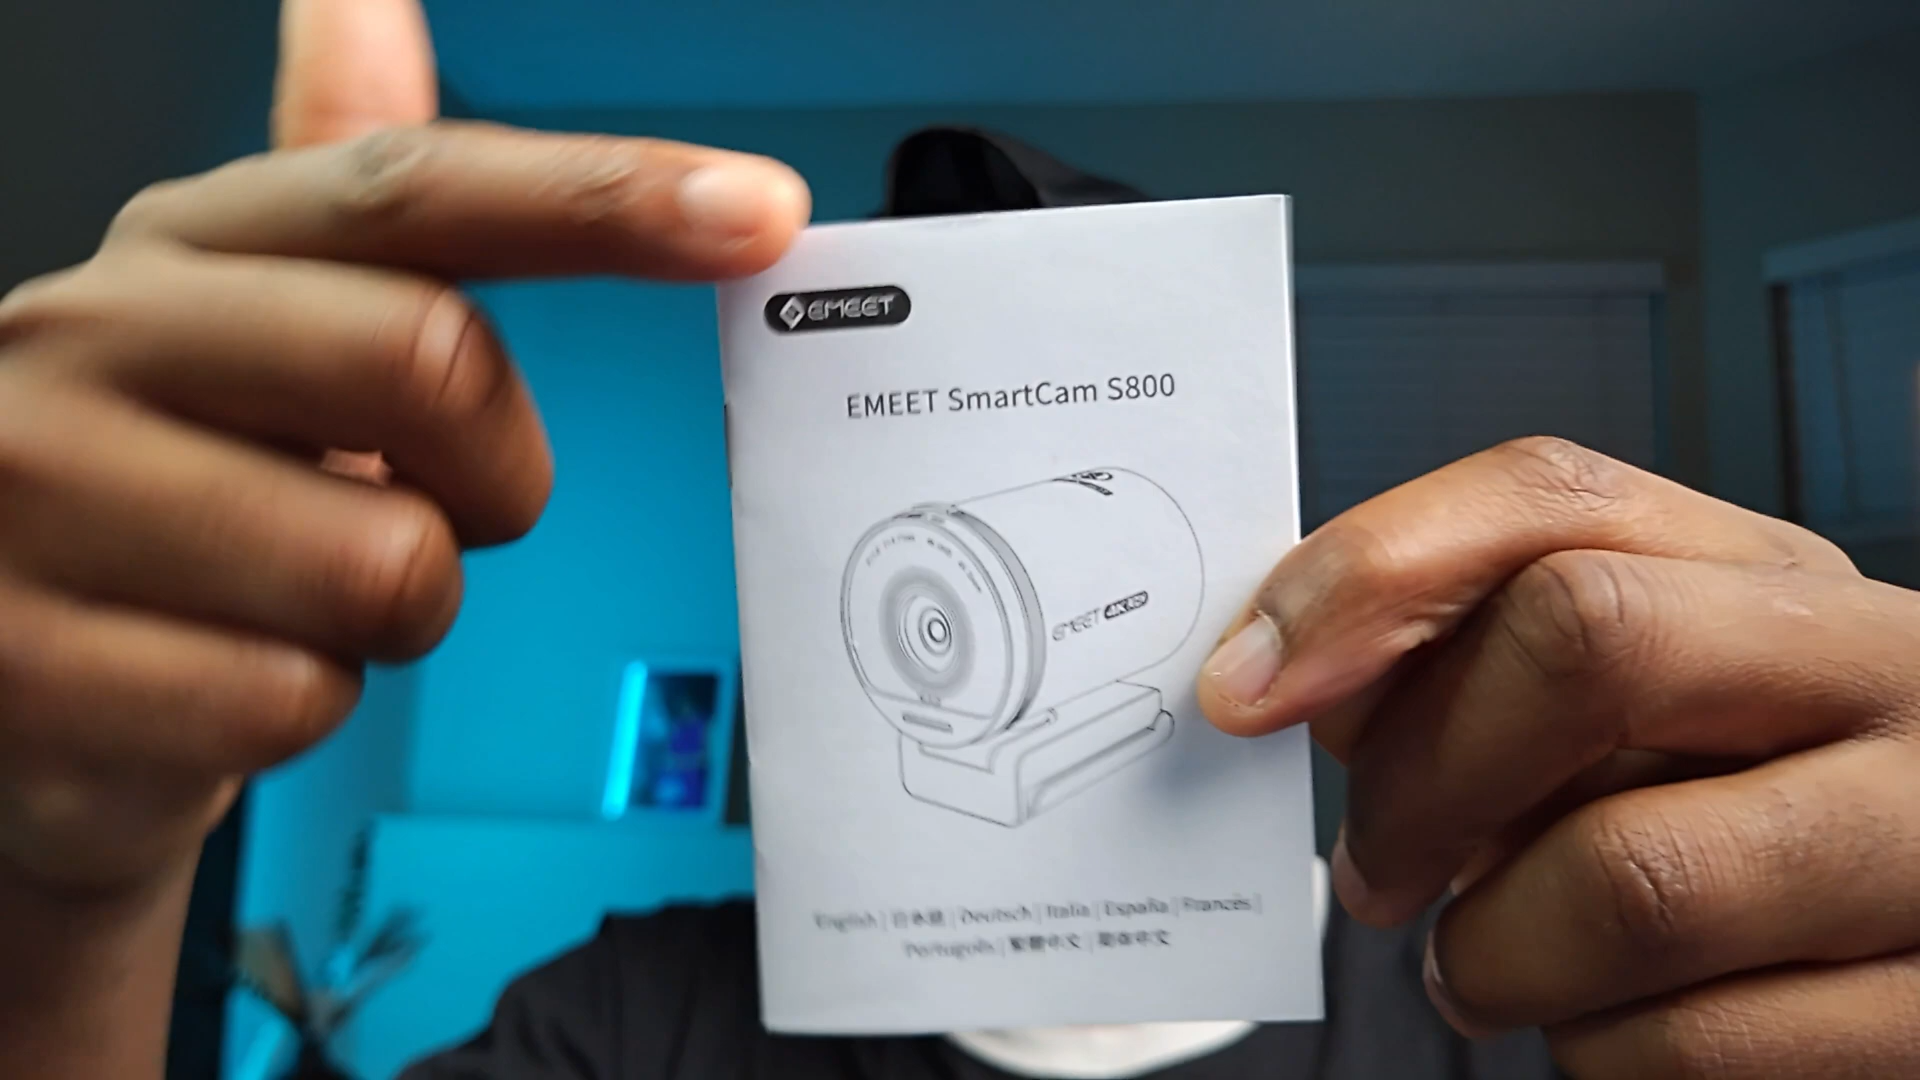 EMEET
EMEET SmartCam S800
EMEET 4K
English | 日本語 | Deutsch | Italia | España | Francés |
Português | 繁體中文 | 简体中文